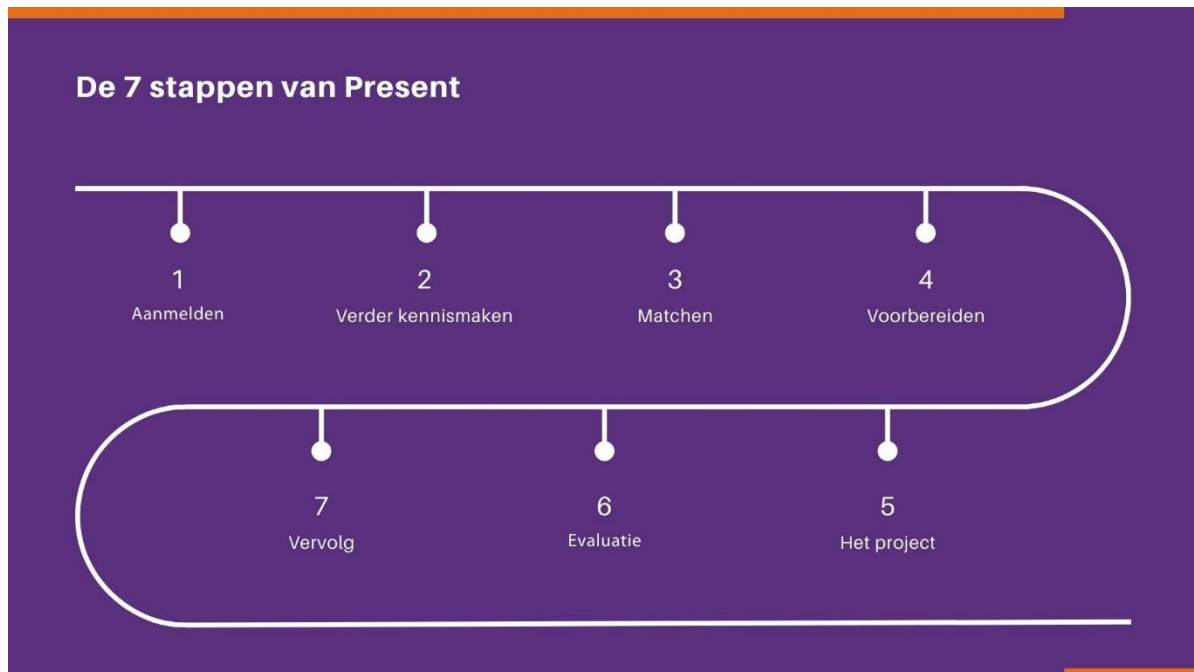 De 7 stappen van Present
1
Aanmelden
2
Verder kennismaken
3
Matchen
4
Voorbereiden
5
Het project
6
Evaluatie
7
Vervolg